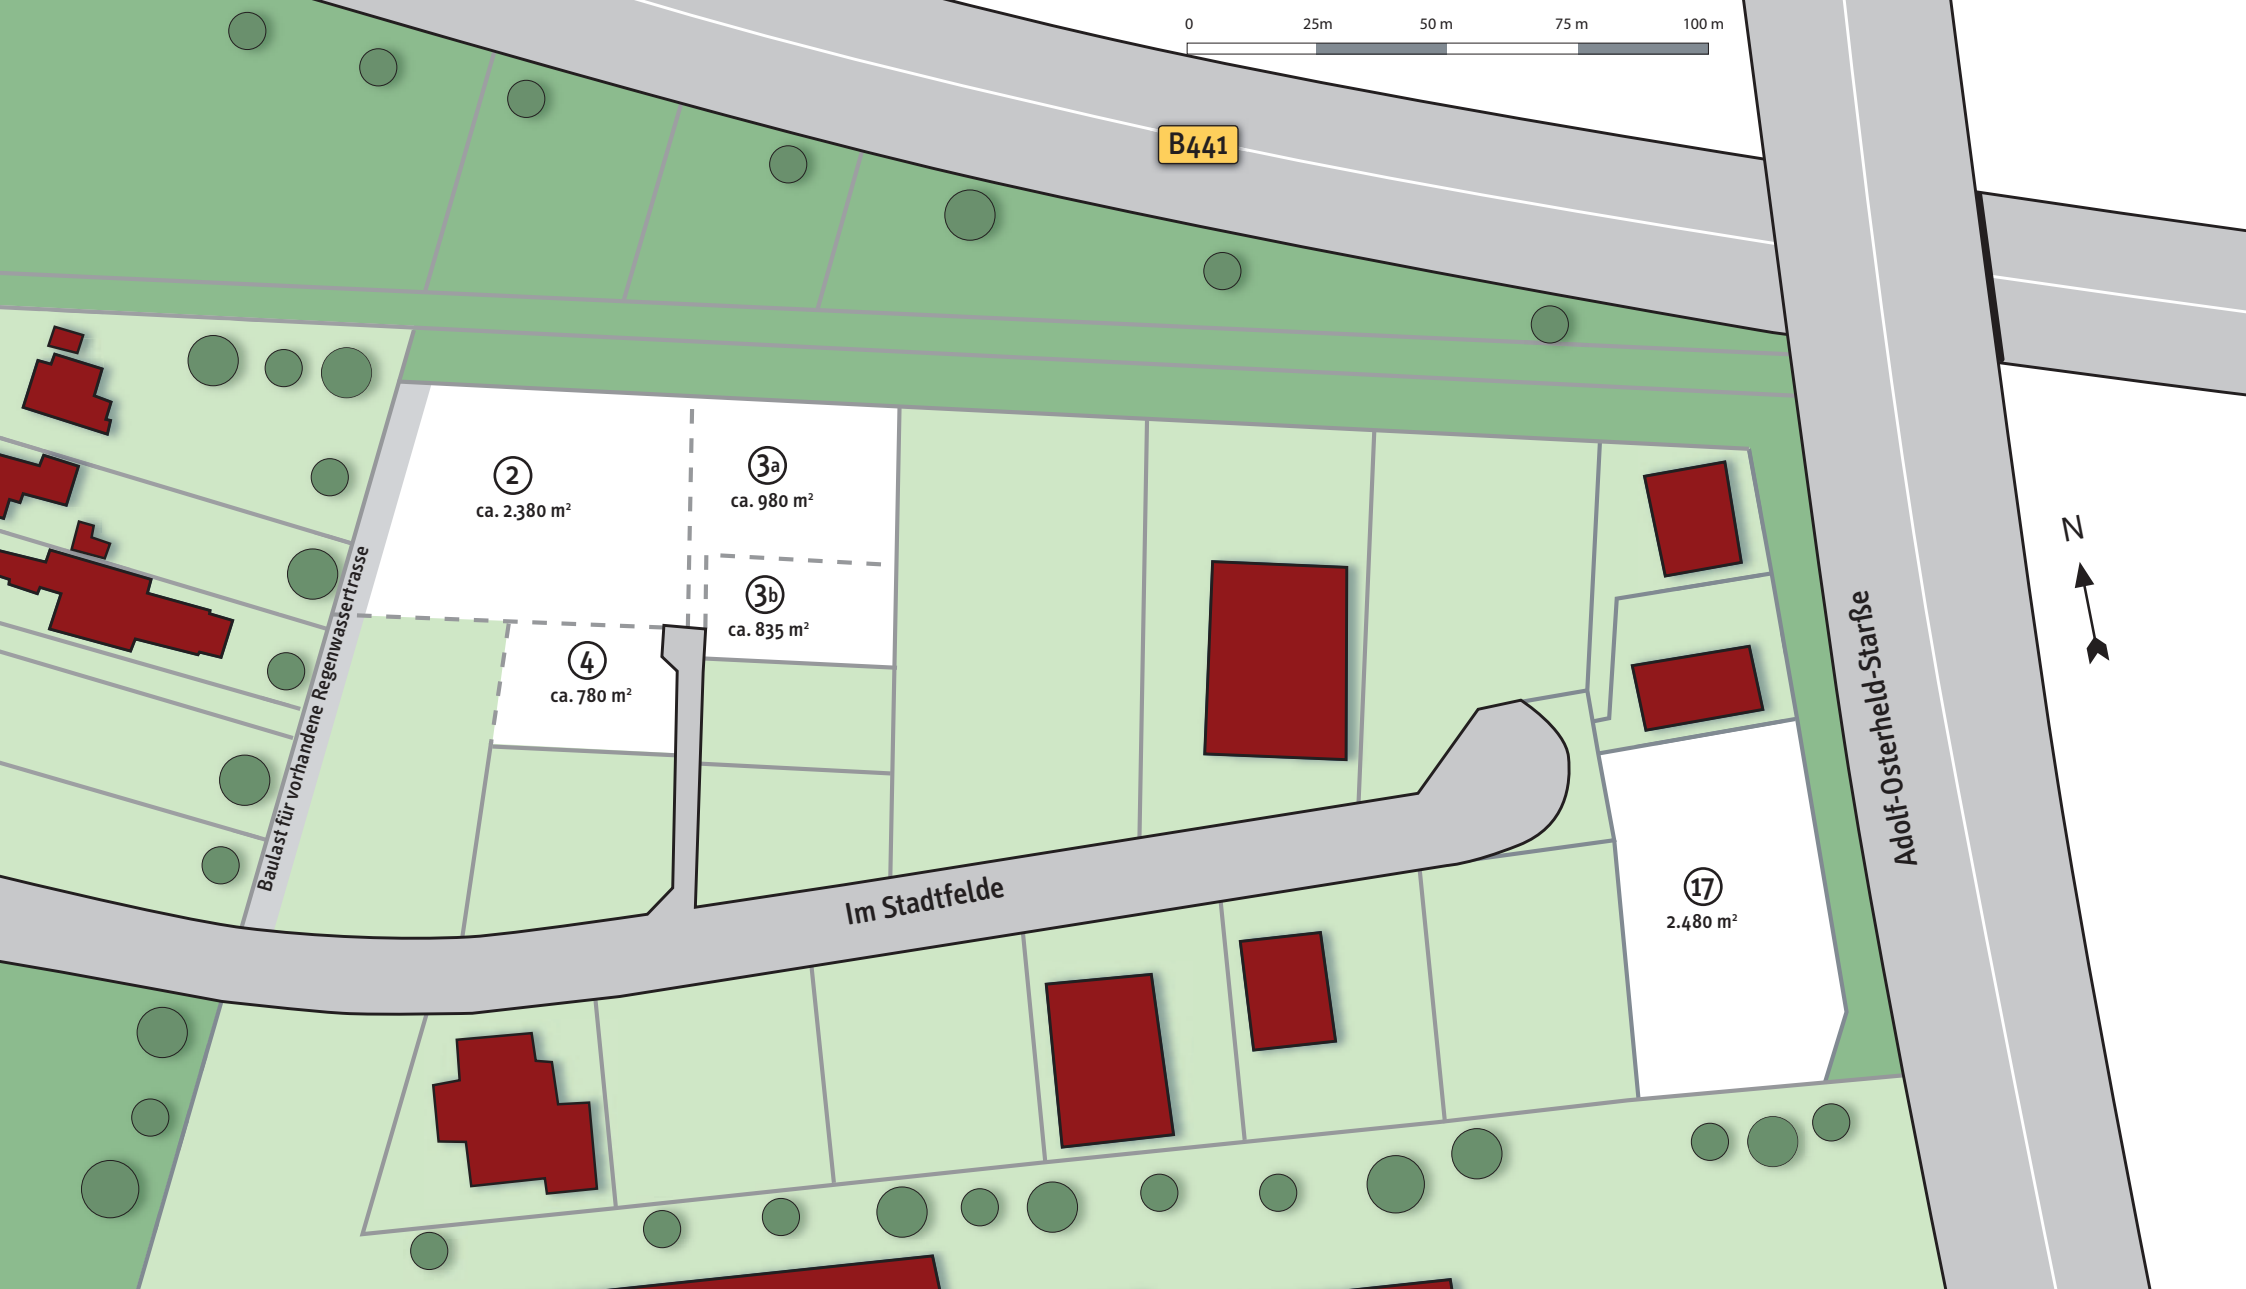 0 25m 50 m 75 m 100 m
B441
2
ca. 2.380 m²
3a
ca. 980 m²
3b
ca. 835 m²
4
ca. 780 m²
Baulast für vorhandene Regenwassertrasse
Im Stadtfelde
17
2.480 m²
Adolf-Osterheld-Starße
N